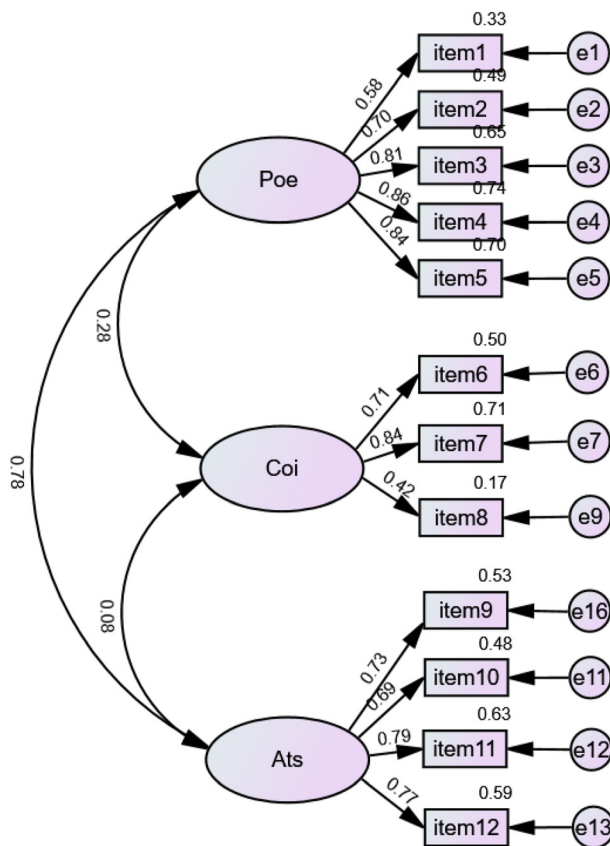 0.33
item1
e1
0.58
0.49
item2
e2
0.70
0.65
item3
e3
0.81
Poe
0.74
item4
e4
0.86
0.70
item5
e5
0.84
0.28
0.50
item6
e6
0.71
0.71
item7
e7
0.84
Coi
0.17
item8
e9
0.42
0.78
0.08
0.53
item9
e16
0.73
0.48
item10
e11
0.69
0.63
item11
e12
0.79
Ats
0.59
item12
e13
0.77